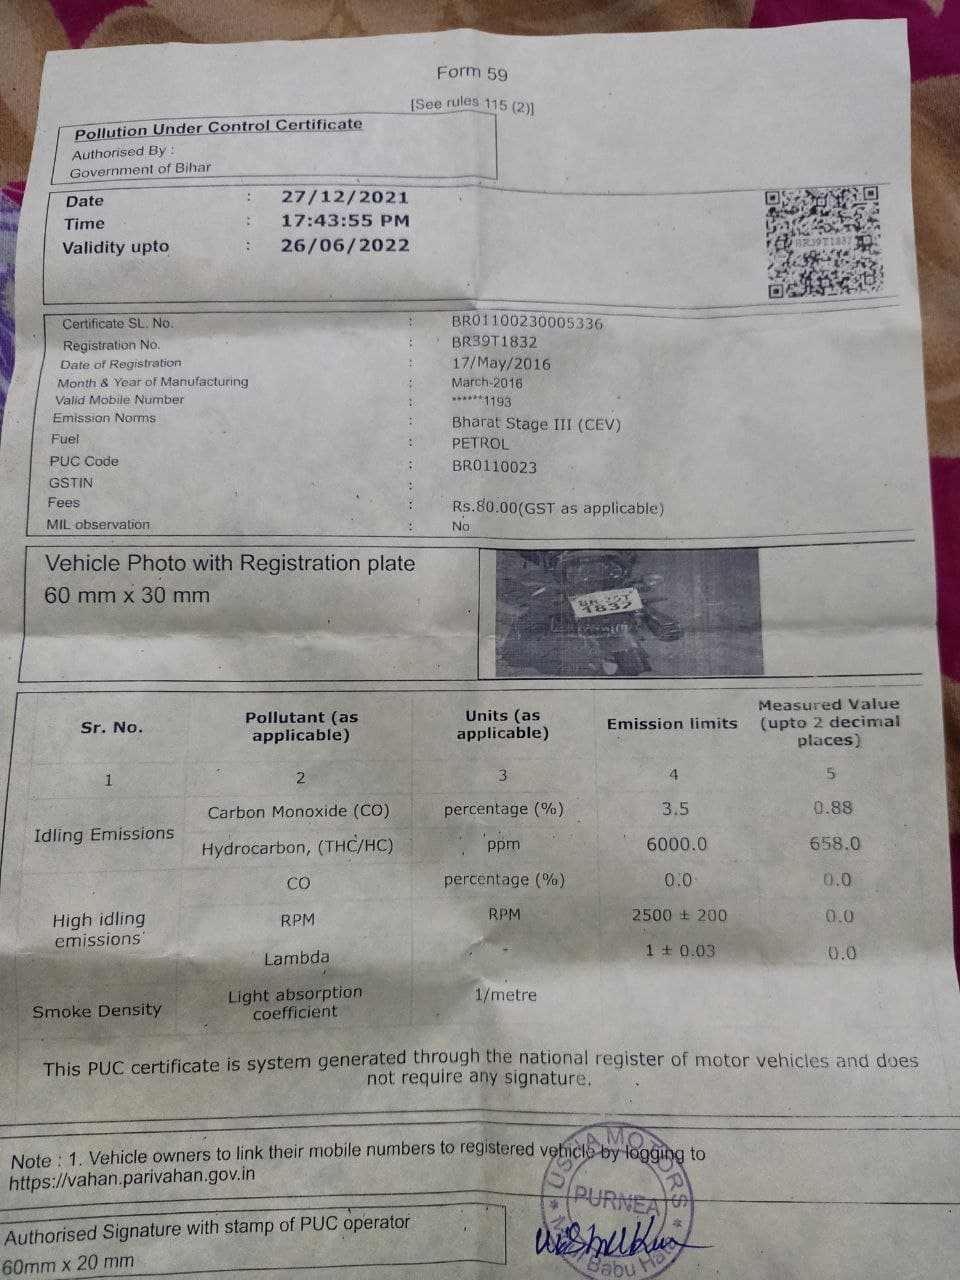 Form 59
[See rules 115 (2)]
Pollution Under Control Certificate
Authorised By :
Government of Bihar
Date : 27/12/2021
Time : 17:43:55 PM
Validity upto : 26/06/2022
BR39T1832
Certificate SL. No. : BR01100230005336
Registration No. : BR39T1832
Date of Registration : 17/May/2016
Month & Year of Manufacturing : March-2016
Valid Mobile Number : ******1193
Emission Norms : Bharat Stage III (CEV)
Fuel : PETROL
PUC Code : BR0110023
GSTIN :
Fees : Rs.80.00(GST as applicable)
MIL observation : No
Vehicle Photo with Registration plate
60 mm x 30 mm
1832
Sr. No. Pollutant (as applicable) Units (as applicable) Emission limits Measured Value (upto 2 decimal places)
1 2 3 4 5
Idling Emissions Carbon Monoxide (CO) percentage (%) 3.5 0.88
Hydrocarbon, (THC/HC) ppm 6000.0 658.0
High idling emissions CO percentage (%) 0.0 0.0
RPM RPM 2500 ± 200 0.0
Lambda - 1 ± 0.03 0.0
Smoke Density Light absorption coefficient 1/metre
This PUC certificate is system generated through the national register of motor vehicles and does
not require any signature.
Note : 1. Vehicle owners to link their mobile numbers to registered vehicle by logging to
https://vahan.parivahan.gov.in
Authorised Signature with stamp of PUC operator
60mm x 20 mm
MOTORS
PURNEA
Babu